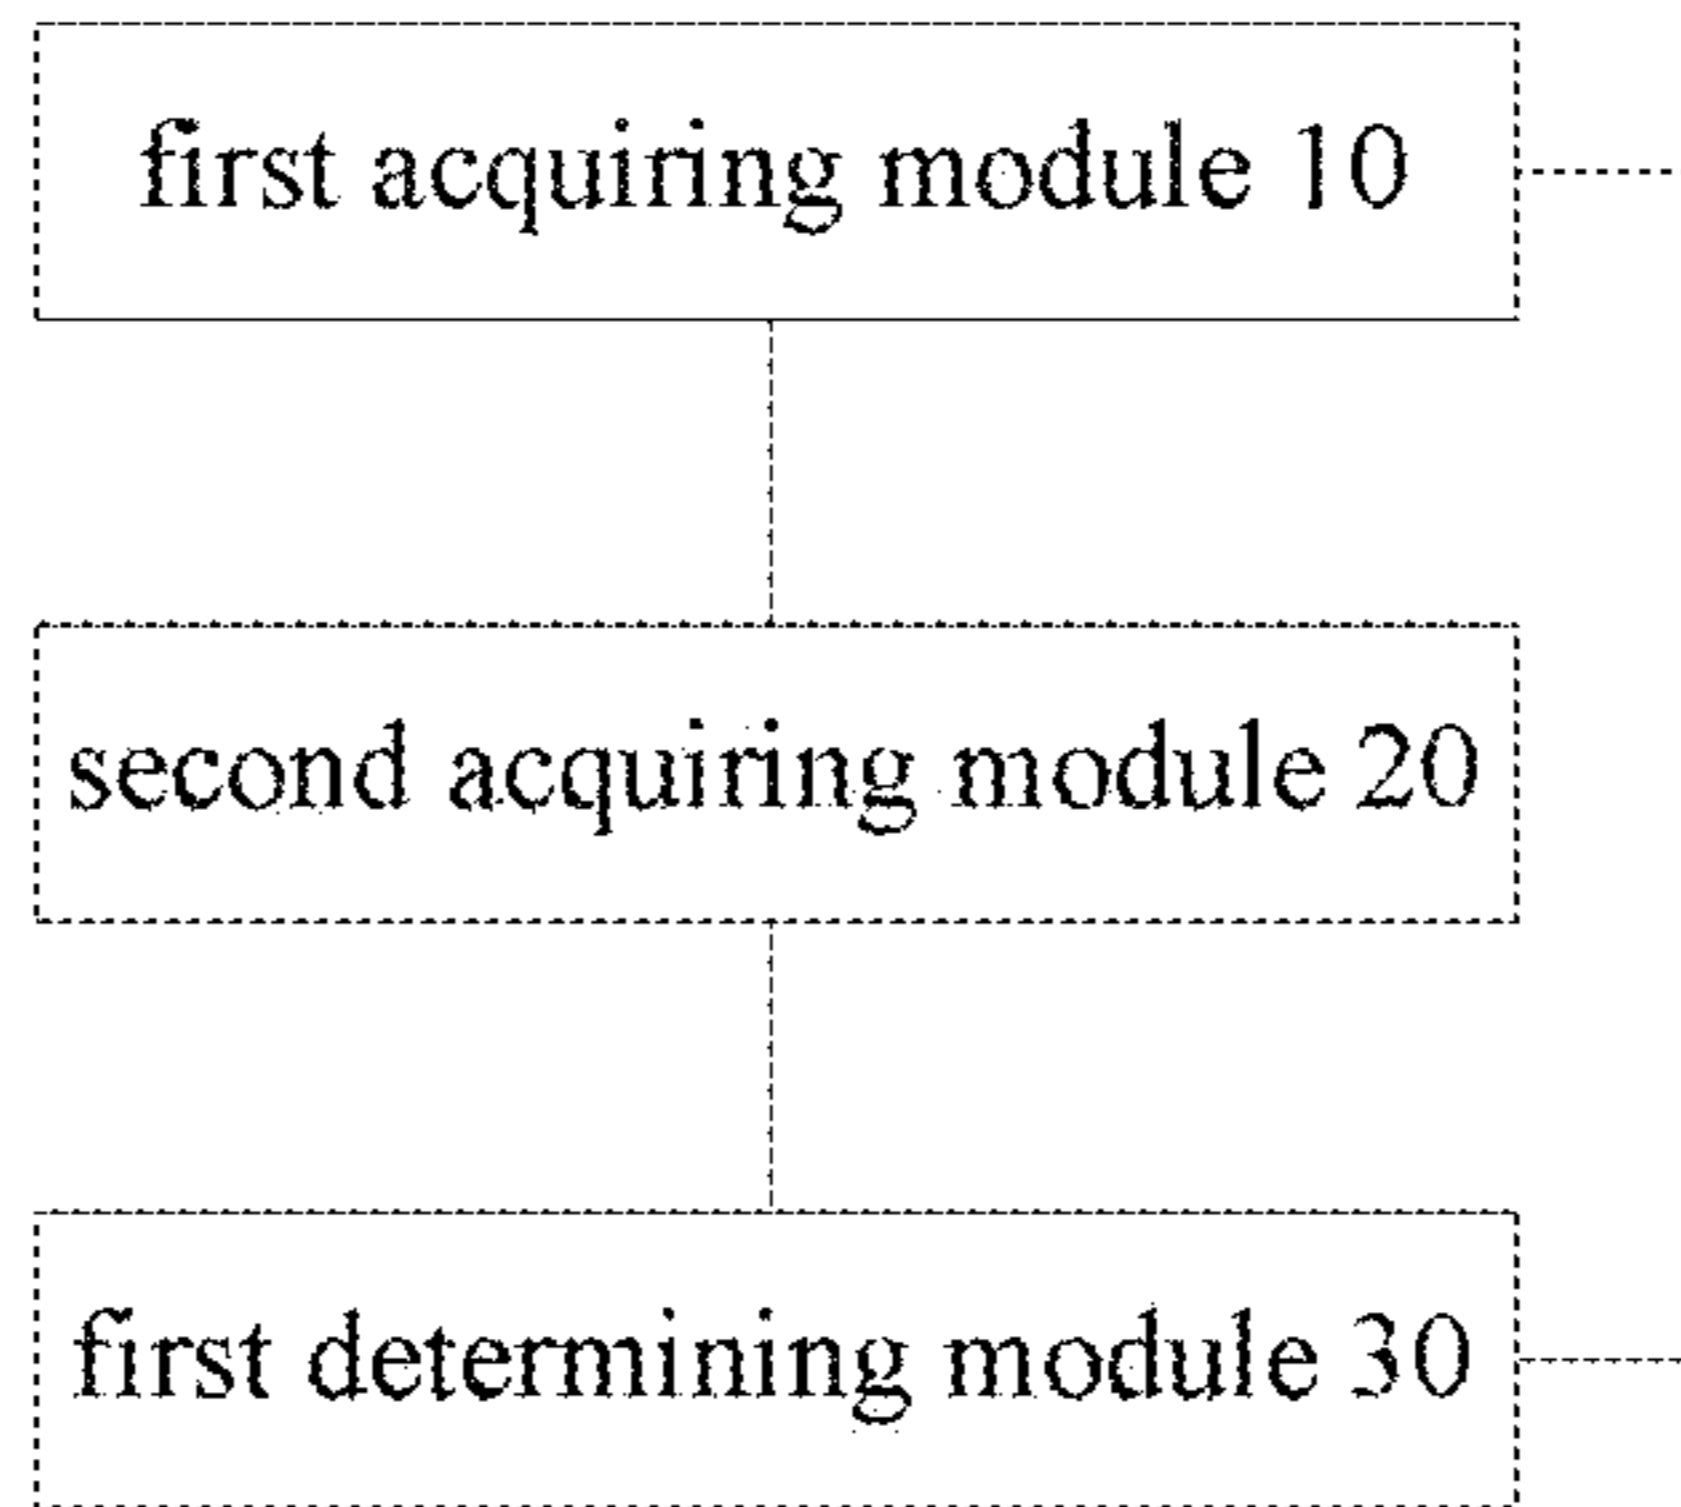 first acquiring module 10
second acquiring module 20
first determining module 30